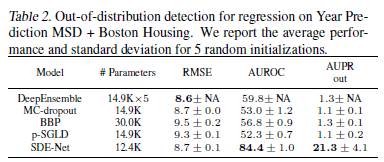 Table 2. Out-of-distribution detection for regression on Year Pre-
diction MSD + Boston Housing. We report the average perfor-
mance and standard deviation for 5 random initializations.
Model # Parameters RMSE AUROC AUPR out
DeepEnsemble 14.9K×5 8.6± NA 59.8± NA 1.3± NA
MC-dropout 14.9K 8.7 ± 0.0 53.0 ± 1.2 1.1 ± 0.1
BBP 30.0K 9.5 ± 0.2 56.8 ± 0.9 1.3 ± 0.1
p-SGLD 14.9K 9.3 ± 0.1 52.3 ± 0.7 1.1 ± 0.2
SDE-Net 12.4K 8.7 ± 0.1 84.4 ± 1.0 21.3 ± 4.1